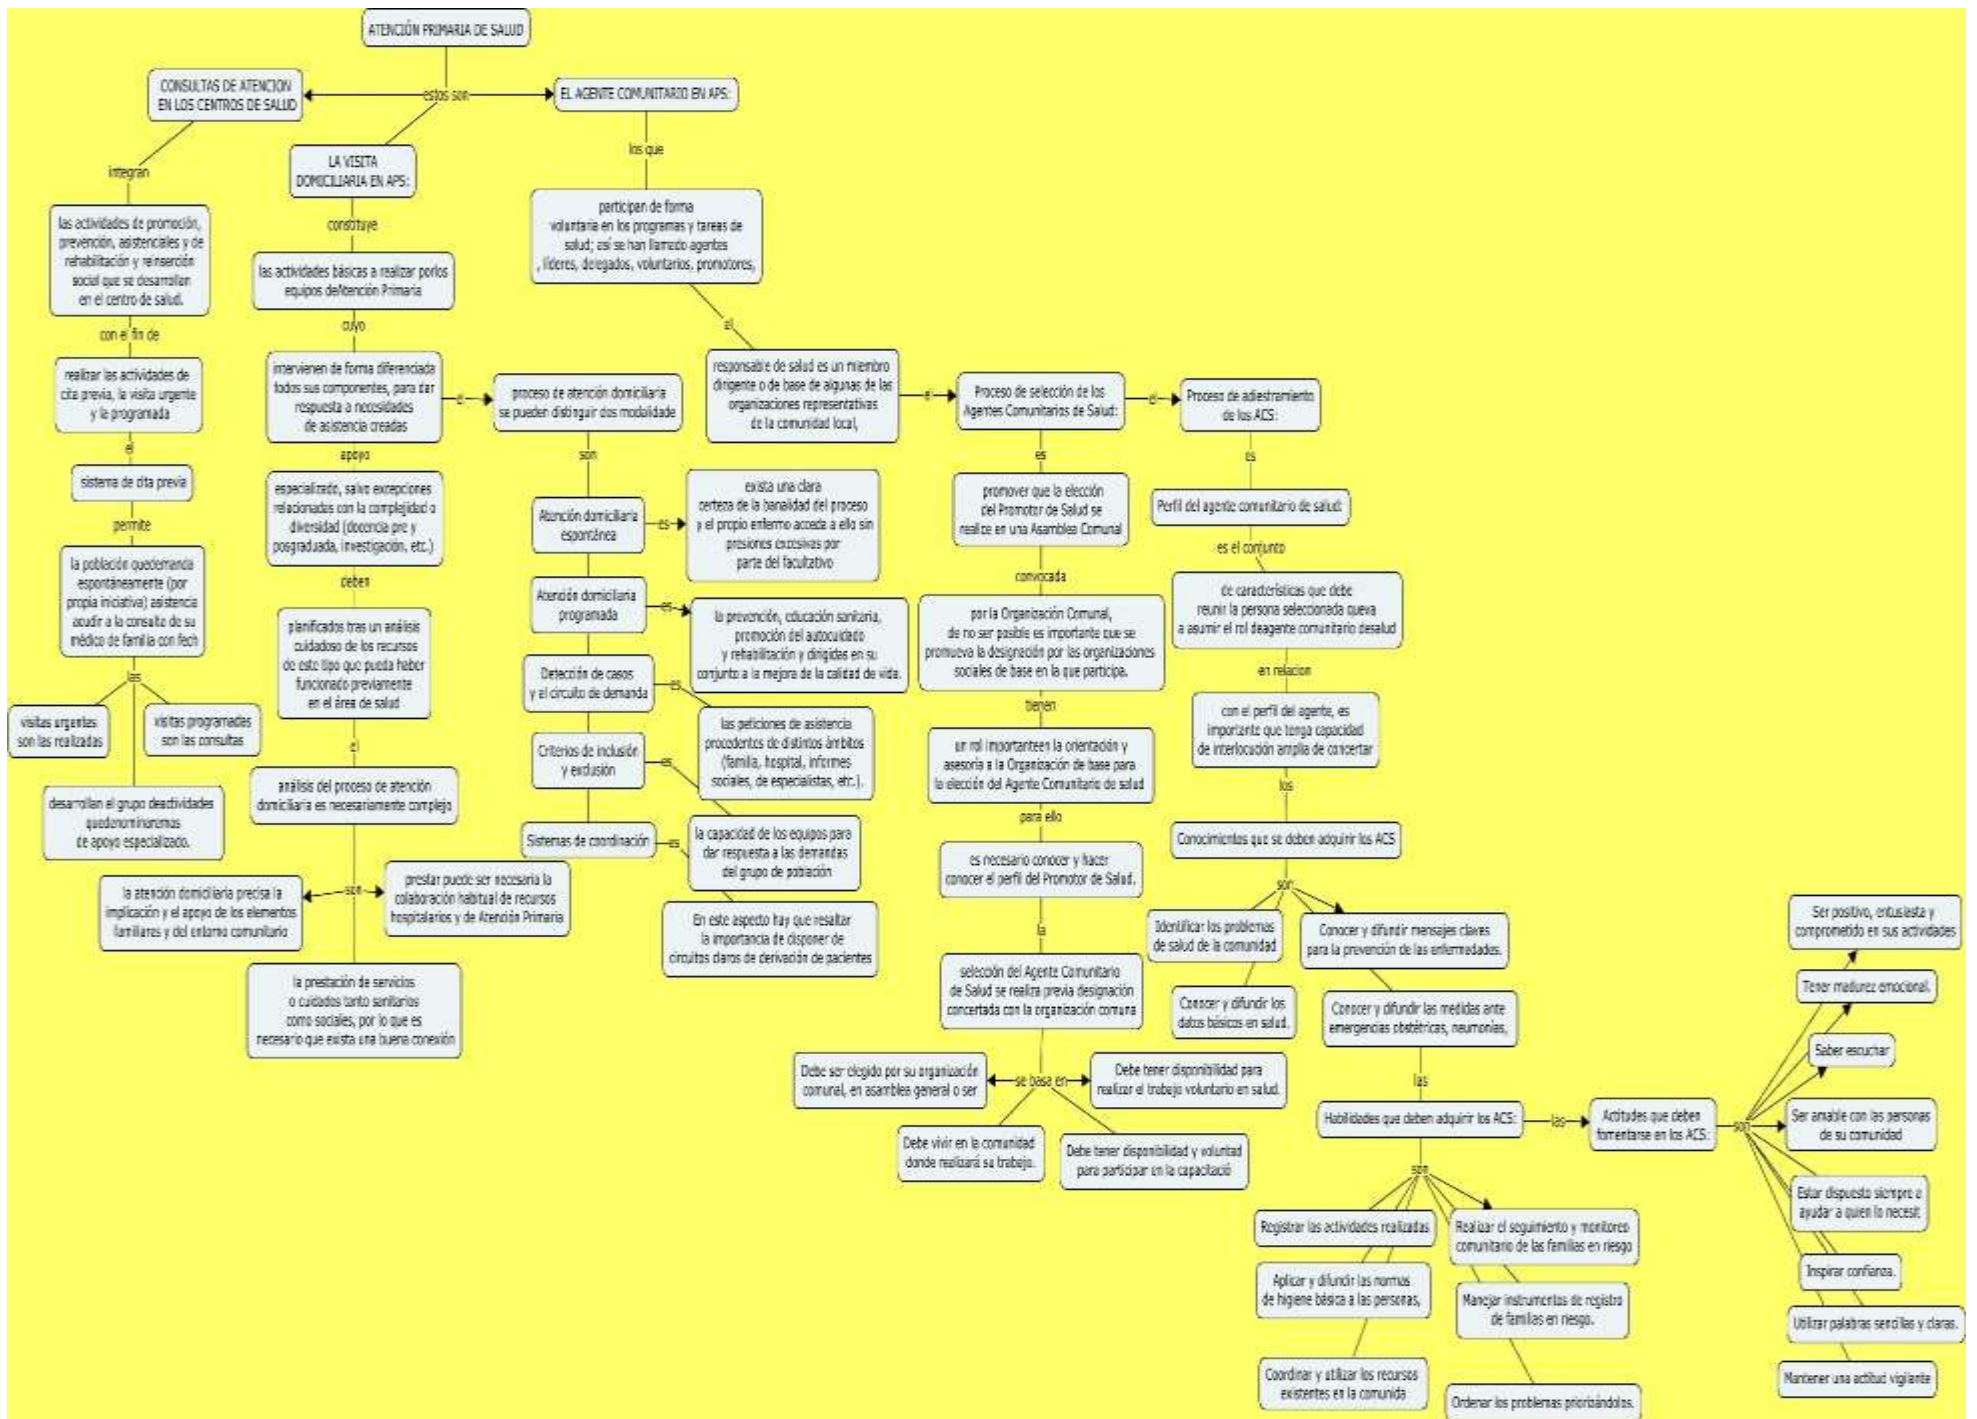 ATENCIÓN PRIMARIA DE SALUD
estos son
CONSULTAS DE ATENCION
EN LOS CENTROS DE SALUD
integran
las actividades de promoción,
prevención, asistenciales y de
rehabilitación y reinserción
social que se desarrollan
en el centro de salud.
con el fin de
realizar las actividades de
cita previa, la visita urgente
y la programada
el
sistema de cita previa
permite
la población quedemanda
espontáneamente (por
propia iniciativa) asistencia
acudir a la consulta de su
médico de familia con fech
las
visitas urgentes
son las realizadas
visitas programadas
son las consultas
desarrollan el grupo deactividades
quedenominaremos
de apoyo especializado.
LA VISITA
DOMICILIARIA EN APS:
constituye
las actividades básicas a realizar porlos
equipos deAtención Primaria
cuyo
intervienen de forma diferenciada
todos sus componentes, para dar
respuesta a necesidades
de asistencia creadas
apoyo
especializado, salvo excepciones
relacionadas con la complejidad o
diversidad (docencia pre y
posgraduada, investigación, etc.)
deben
planificados tras un análisis
cuidadoso de los recursos
de este tipo que pueda haber
funcionado previamente
en el área de salud
el
análisis del proceso de atención
domiciliaria es necesariamente complejo
son
la atención domiciliaria precisa la
implicación y el apoyo de los elementos
familiares y del entorno comunitario
prestar puede ser necesaria la
colaboración habitual de recursos
hospitalarios y de Atención Primaria
la prestación de servicios
o cuidados tanto sanitarios
como sociales, por lo que es
necesario que exista una buena conexión
el
proceso de atención domiciliaria
se pueden distinguir dos modalidade
son
Atención domiciliaria
espontánea
es
exista una clara
certeza de la banalidad del proceso
y el propio enfermo acceda a ello sin
presiones excesivas por
parte del facultativo
Atención domiciliaria
programada
es
la prevención, educación sanitaria,
promoción del autocuidado
y rehabilitación y dirigidas en su
conjunto a la mejora de la calidad de vida.
Detección de casos
y el circuito de demanda
es
las peticiones de asistencia
procedentes de distintos ámbitos
(familia, hospital, informes
sociales, de especialistas, etc.).
Criterios de inclusión
y exclusión
es
la capacidad de los equipos para
dar respuesta a las demandas
del grupo de población
Sistemas de coordinación
es
En este aspecto hay que resaltar
la importancia de disponer de
circuitos claros de derivación de pacientes
EL AGENTE COMUNITARIO EN APS:
los que
participan de forma
voluntaria en los programas y tareas de
salud; así se han llamado agentes
, líderes, delegados, voluntarios, promotores,
el
responsable de salud es un miembro
dirigente o de base de algunas de las
organizaciones representativas
de la comunidad local,
el
Proceso de selección de los
Agentes Comunitarios de Salud:
es
promover que la elección
del Promotor de Salud se
realice en una Asamblea Comunal
convocada
por la Organización Comunal,
de no ser posible es importante que se
promueva la designación por las organizaciones
sociales de base en la que participa.
tienen
un rol importanteen la orientación y
asesoría a la Organización de base para
la elección del Agente Comunitario de salud
para ello
es necesario conocer y hacer
conocer el perfil del Promotor de Salud.
la
selección del Agente Comunitario
de Salud se realiza previa designación
concertada con la organización comuna
se basa en
Debe ser elegido por su organización
comunal, en asamblea general o ser
Debe tener disponibilidad para
realizar el trabajo voluntario en salud.
Debe vivir en la comunidad
donde realizará su trabajo.
Debe tener disponibilidad y voluntad
para participar en la capacitació
el
Proceso de adiestramiento
de los ACS:
es
Perfil del agente comunitario de salud:
es el conjunto
de características que debe
reunir la persona seleccionada queva
a asumir el rol deagente comunitario desalud
en relacion
con el perfil del agente, es
importante que tenga capacidad
de interlocución amplia de concertar
los
Conocimientos que se deben adquirir los ACS
son
Identificar los problemas
de salud de la comunidad
Conocer y difundir mensajes claves
para la prevención de las enfermedades.
Conocer y difundir los
datos básicos en salud.
Conocer y difundir las medidas ante
emergencias obstétricas, neumonías,
las
Habilidades que deben adquirir los ACS:
son
Registrar las actividades realizadas
Realizar el seguimiento y monitoreo
comunitario de las familias en riesgo
Aplicar y difundir las normas
de higiene básica a las personas,
Manejar instrumentos de registro
de familias en riesgo.
Coordinar y utilizar los recursos
existentes en la comunida
Ordenar los problemas priorizándolos.
las
Actitudes que deben
fomentarse en los ACS:
son
Ser positivo, entusiasta y
comprometido en sus actividades
Tener madurez emocional.
Saber escuchar
Ser amable con las personas
de su comunidad
Estar dispuesto siempre a
ayudar a quien lo necesit
Inspirar confianza.
Utilizar palabras sencillas y claras.
Mantener una actitud vigilante